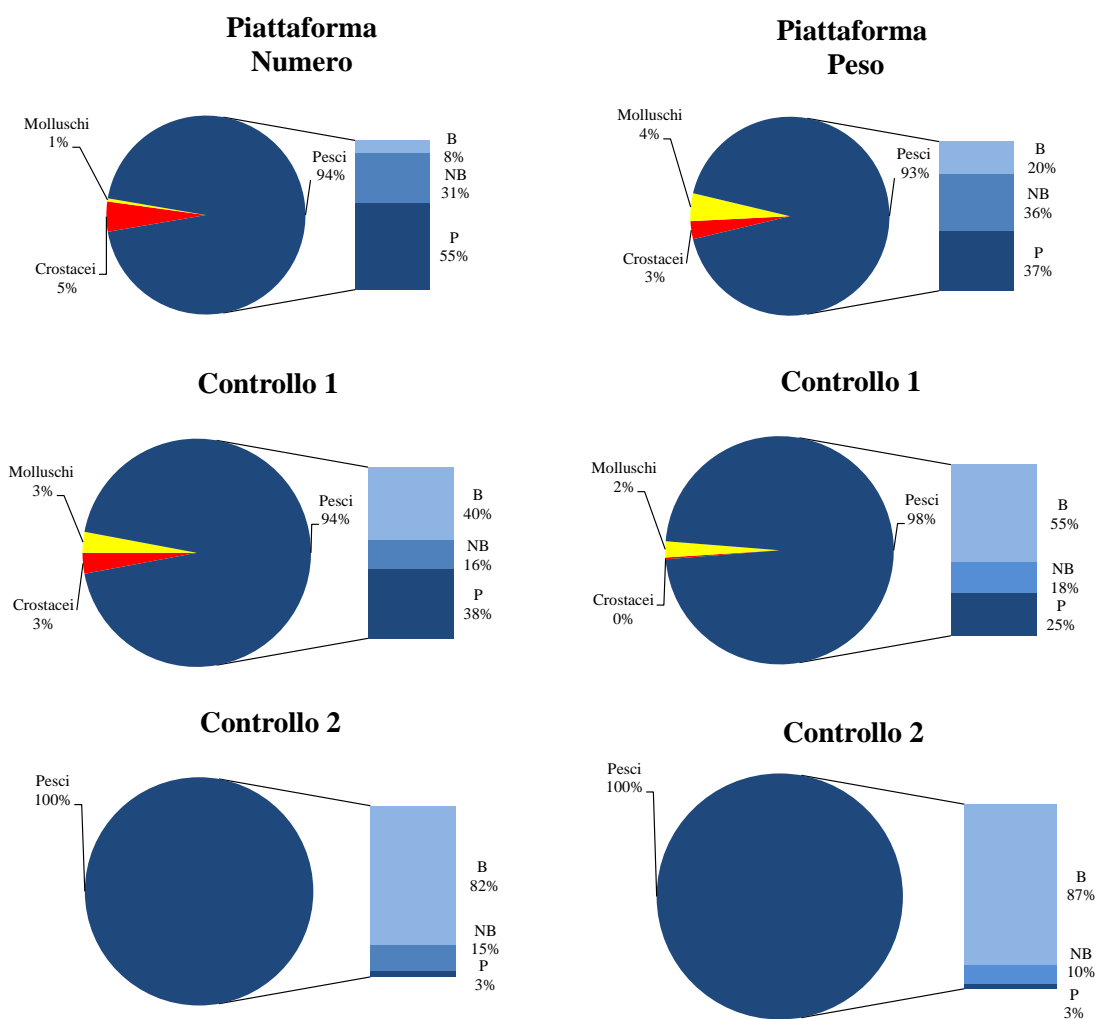 Piattaforma
Numero
Molluschi
1%
Pesci
94%
Crostacei
5%
B
8%
NB
31%
P
55%
Piattaforma
Peso
Molluschi
4%
Pesci
93%
Crostacei
3%
B
20%
NB
36%
P
37%
Controllo 1
Molluschi
3%
Pesci
94%
Crostacei
3%
B
40%
NB
16%
P
38%
Controllo 1
Molluschi
2%
Pesci
98%
Crostacei
0%
B
55%
NB
18%
P
25%
Controllo 2
Pesci
100%
B
82%
NB
15%
P
3%
Controllo 2
Pesci
100%
B
87%
NB
10%
P
3%